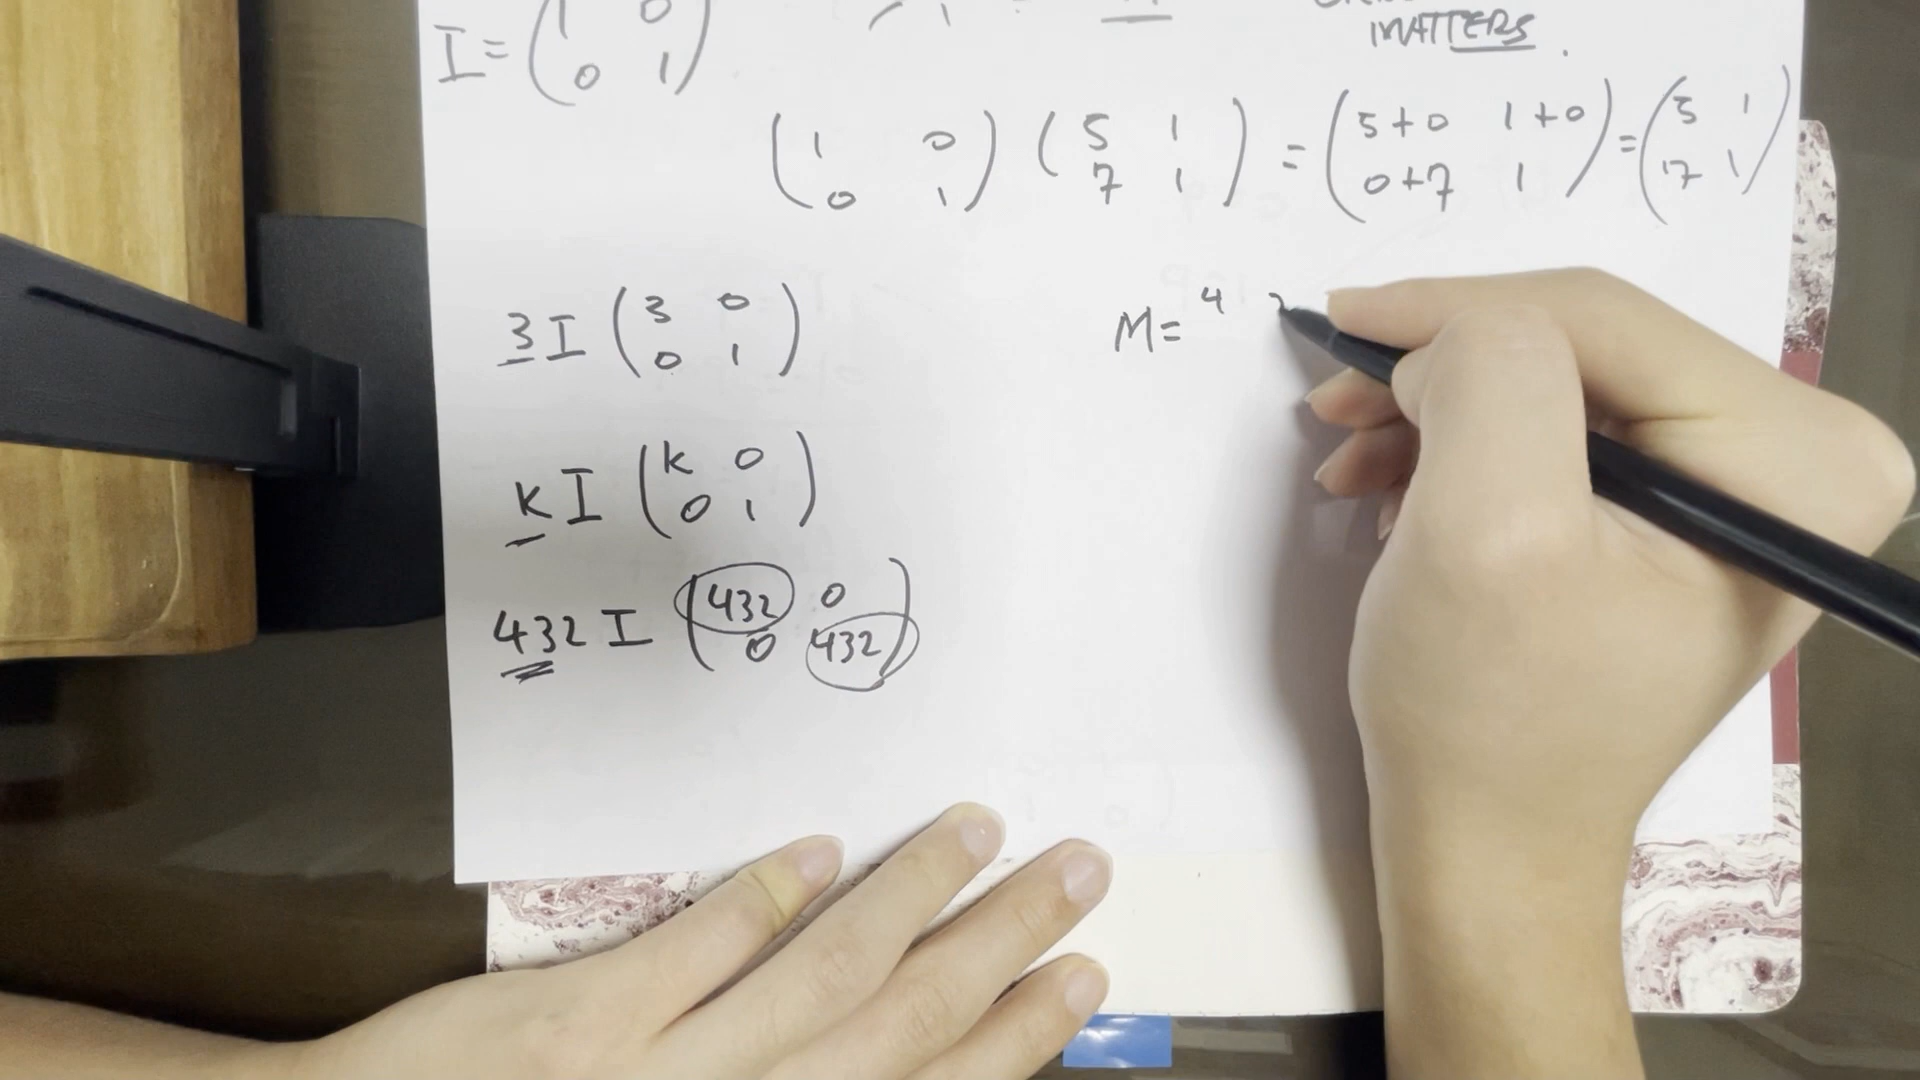 I = (1 0
0 1)
MATTERS.
(1 0
0 1) (5 1
7 1) = (5+0 1+0
0+7 1) = (5 1
7 1)
3I (3 0
0 1)
M = 4
kI (k 0
0 1)
432 I (432 0
0 432)